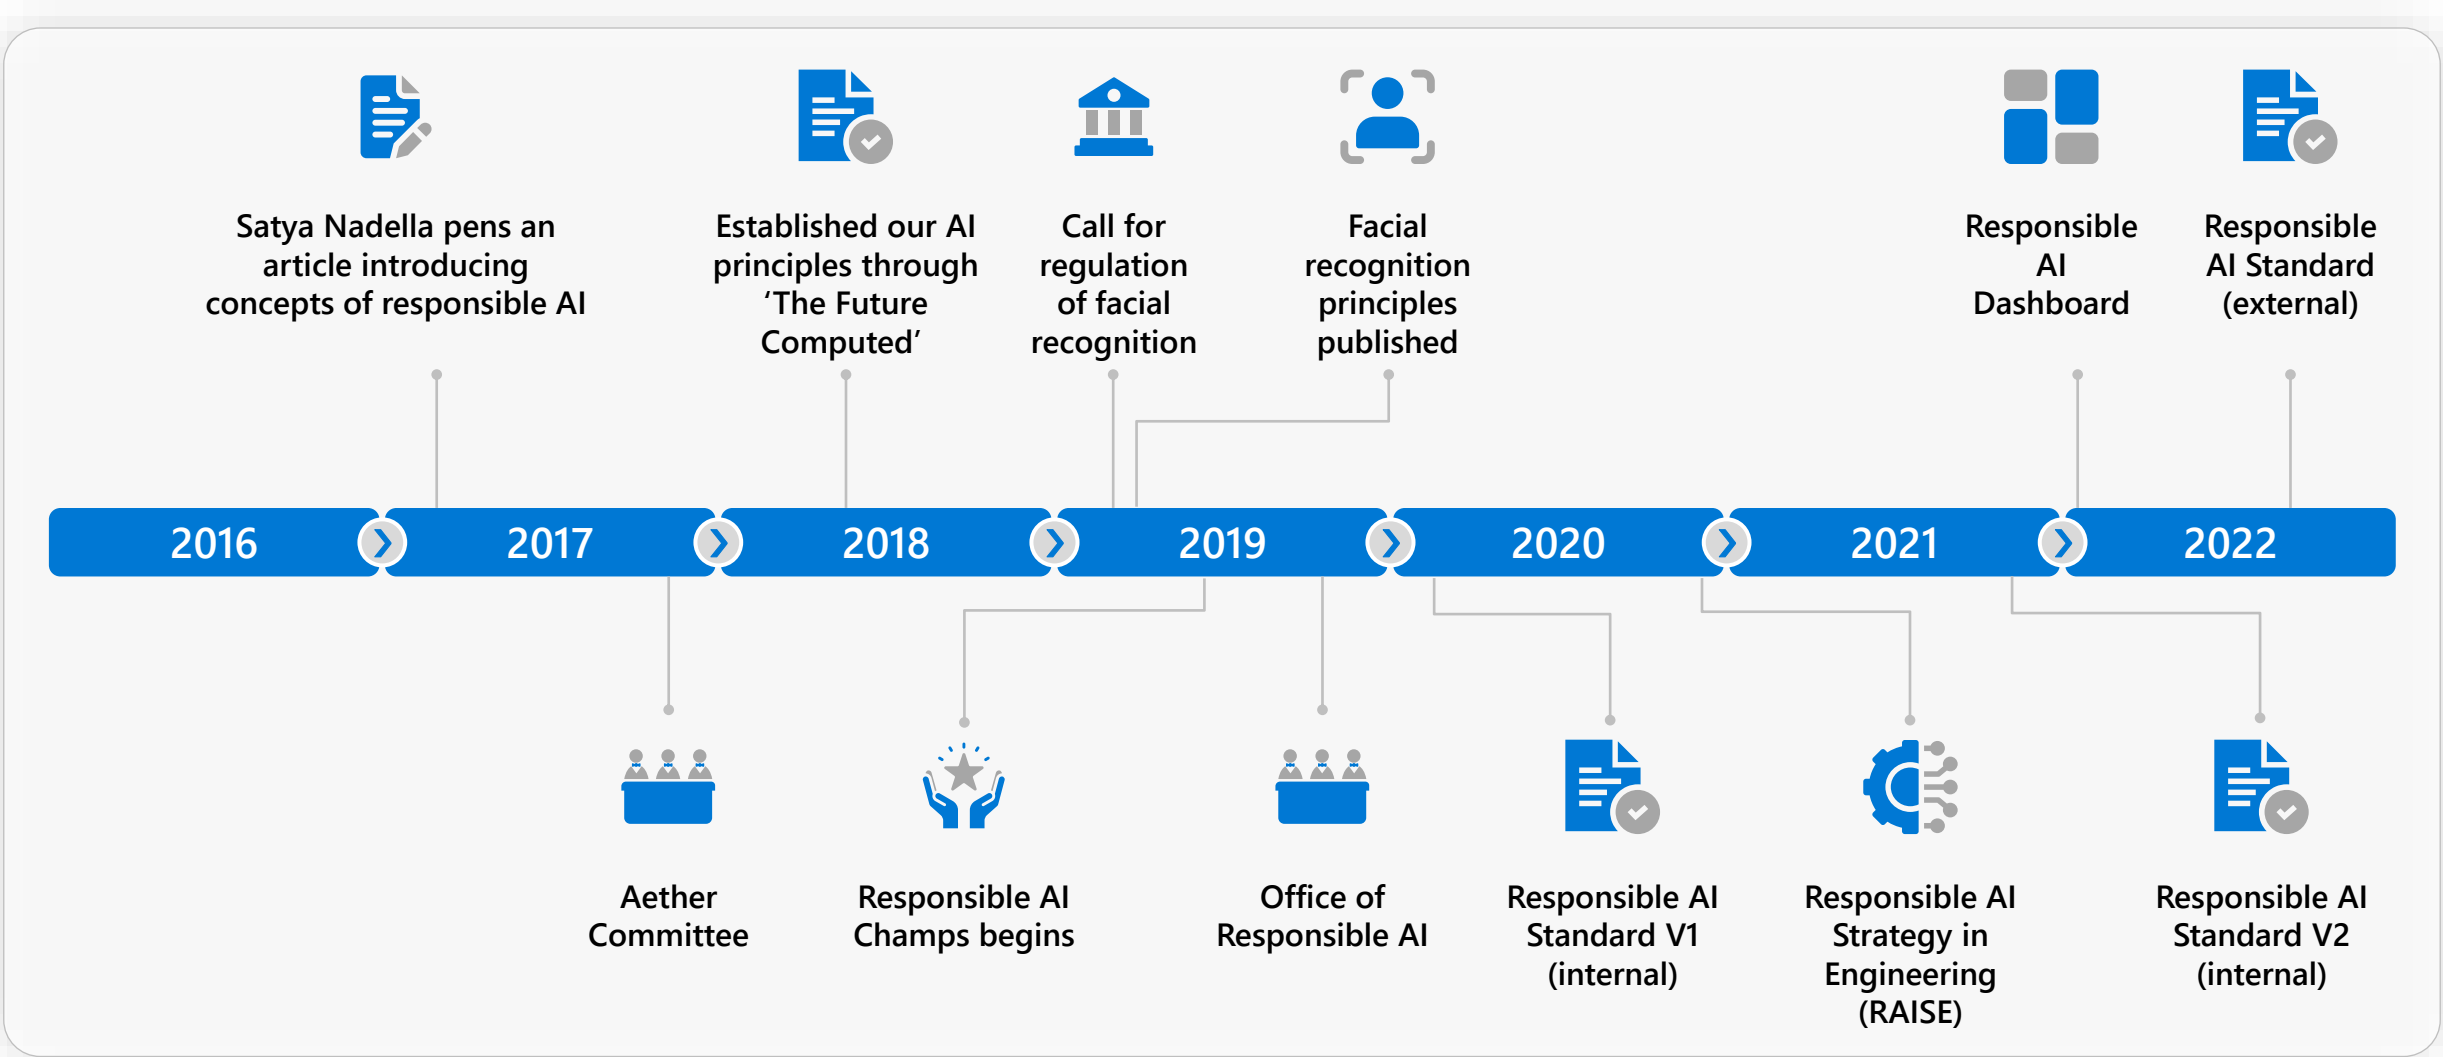 Satya Nadella pens an
article introducing
concepts of responsible AI
Established our AI
principles through
‘The Future
Computed’
Call for
regulation
of facial
recognition
Facial
recognition
principles
published
Responsible
AI
Dashboard
Responsible
AI Standard
(external)
2016
2017
2018
2019
2020
2021
2022
Aether
Committee
Responsible AI
Champs begins
Office of
Responsible AI
Responsible AI
Standard V1
(internal)
Responsible AI
Strategy in
Engineering
(RAISE)
Responsible AI
Standard V2
(internal)